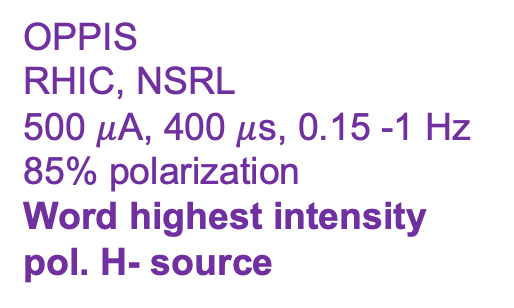 OPPIS
RHIC, NSRL
500 𝜇A, 400 𝜇s, 0.15 -1 Hz
85% polarization
Word highest intensity
pol. H- source